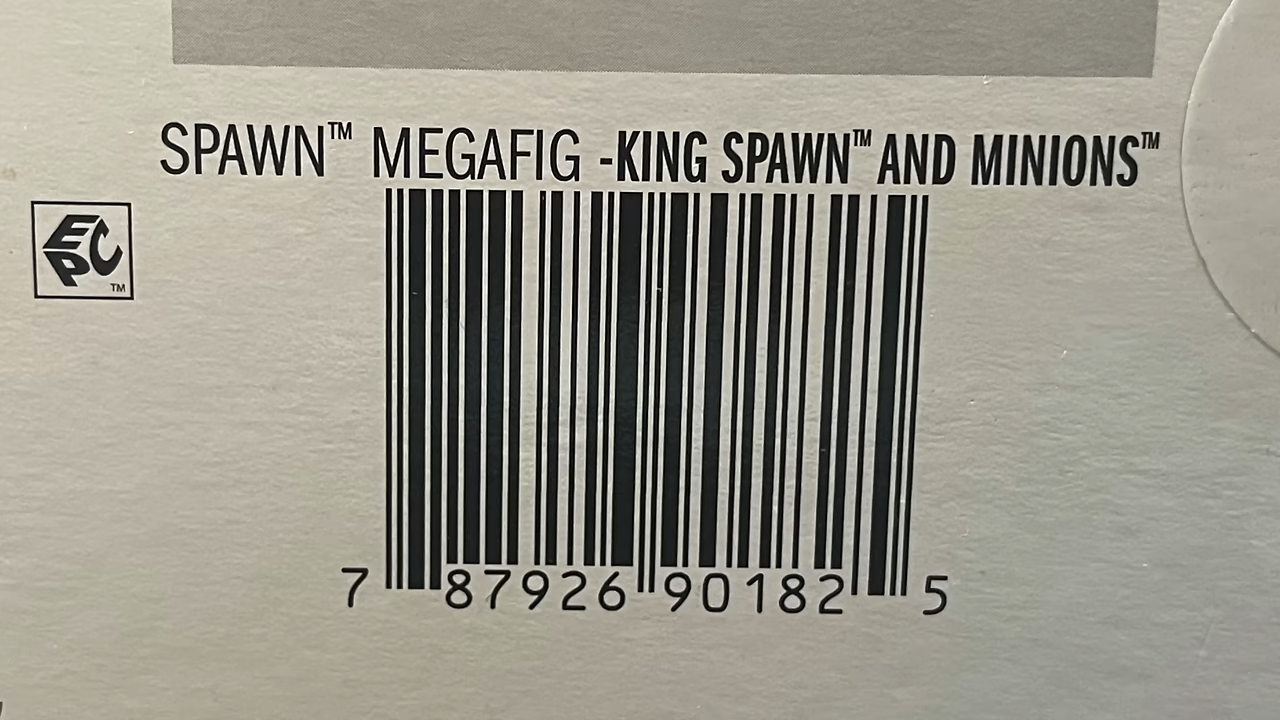 SPAWN™ MEGAFIG -KING SPAWN™ AND MINIONS™
EPC™
7 87926 90182 5